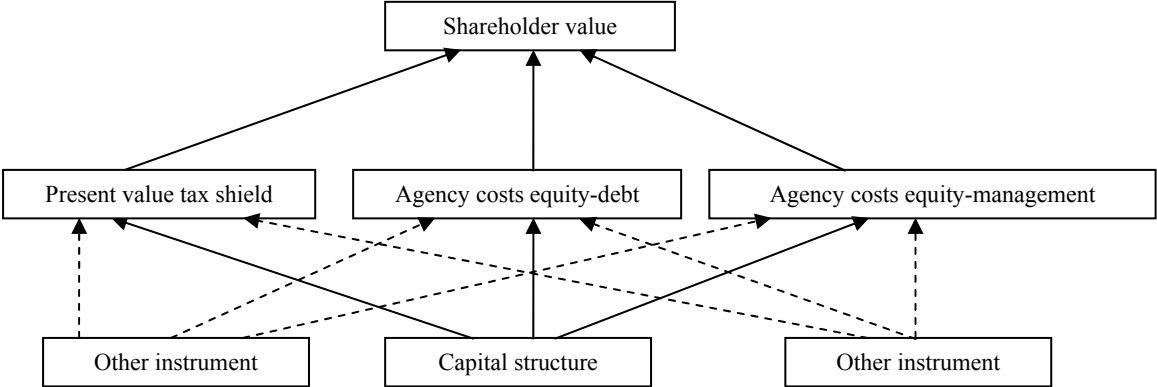 Shareholder value
Present value tax shield
Agency costs equity-debt
Agency costs equity-management
Other instrument
Capital structure
Other instrument